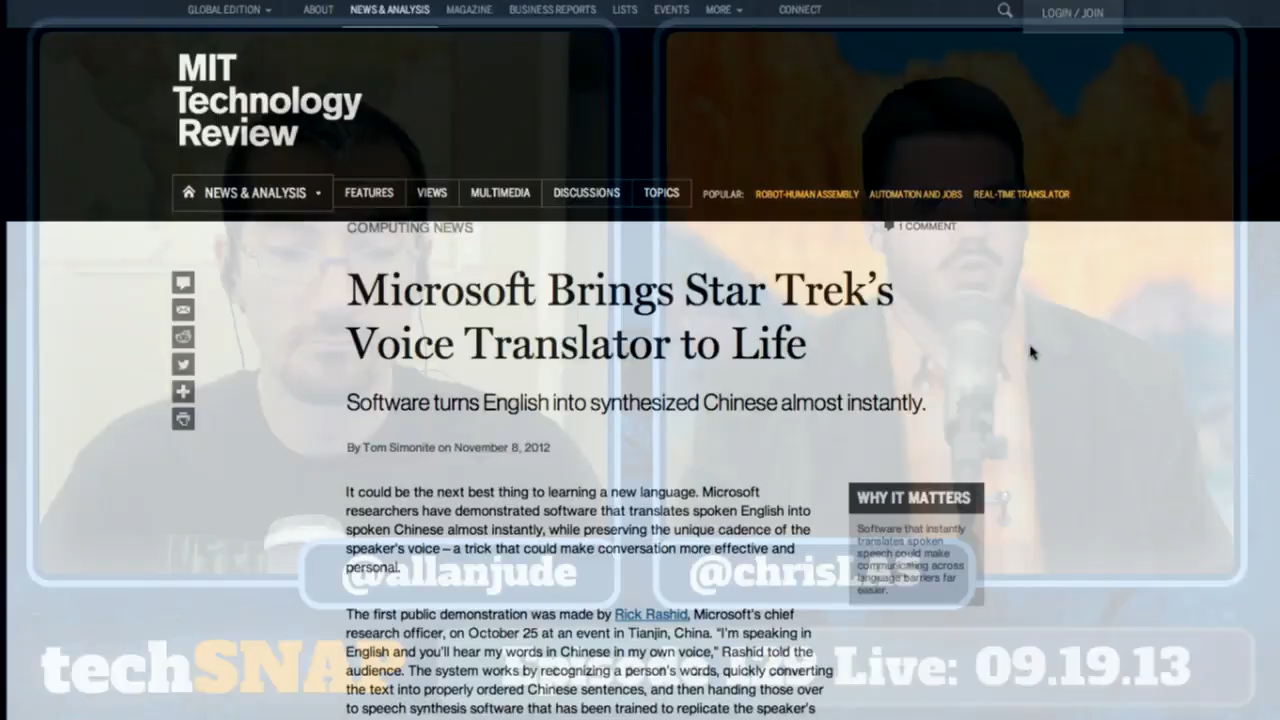 GLOBAL EDITION ABOUT NEWS & ANALYSIS MAGAZINE BUSINESS REPORTS LISTS EVENTS MORE CONNECT LOGIN / JOIN
MIT
Technology
Review
NEWS & ANALYSIS FEATURES VIEWS MULTIMEDIA DISCUSSIONS TOPICS POPULAR: ROBOT-HUMAN ASSEMBLY AUTOMATION AND JOBS REAL-TIME TRANSLATOR
COMPUTING NEWS 1 COMMENT
Microsoft Brings Star Trek's
Voice Translator to Life
Software turns English into synthesized Chinese almost instantly.
By Tom Simonite on November 8, 2012
It could be the next best thing to learning a new language. Microsoft
researchers have demonstrated software that translates spoken English into
spoken Chinese almost instantly, while preserving the unique cadence of the
speaker's voice – a trick that could make conversation more effective and
personal.
WHY IT MATTERS
Software that instantly
translates spoken
speech could make
communicating across
language barriers far
easier.
@allanjude
The first public demonstration was made by Rick Rashid, Microsoft's chief
research officer, on October 25 at an event in Tianjin, China. "I'm speaking in
English and you'll hear my words in Chinese in my own voice," Rashid told the
audience. The system works by recognizing a person's words, quickly converting
the text into properly ordered Chinese sentences, and then handing those over
to speech synthesis software that has been trained to replicate the speaker's
Live: 09.19.13